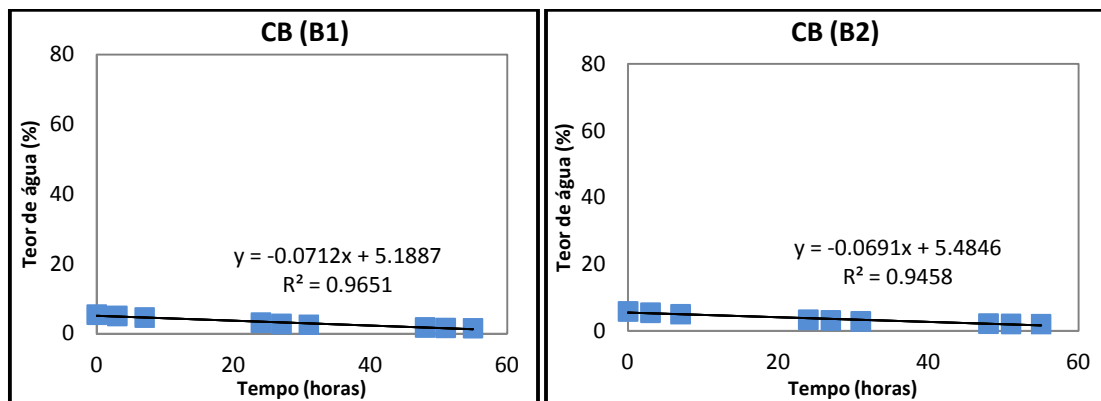 CB (B1)
80
60
40
20
0
Teor de água (%)
y = -0.0712x + 5.1887
R² = 0.9651
0 20 40 60
Tempo (horas)
CB (B2)
80
60
40
20
0
Teor de água (%)
y = -0.0691x + 5.4846
R² = 0.9458
0 20 40 60
Tempo (horas)